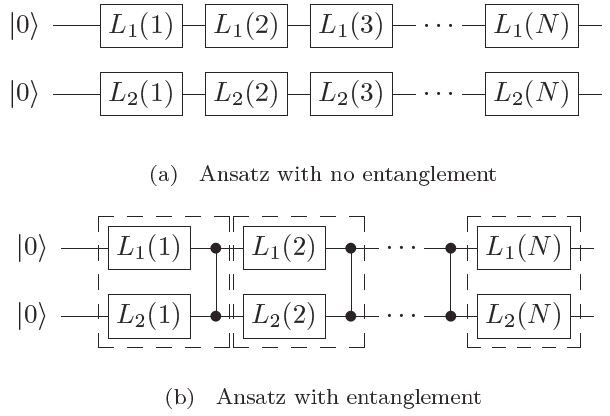 |0⟩ L₁(1) L₁(2) L₁(3) ··· L₁(N)
|0⟩ L₂(1) L₂(2) L₂(3) ··· L₂(N)
(a) Ansatz with no entanglement
|0⟩ L₁(1) L₁(2) ··· L₁(N)
|0⟩ L₂(1) L₂(2) ··· L₂(N)
(b) Ansatz with entanglement